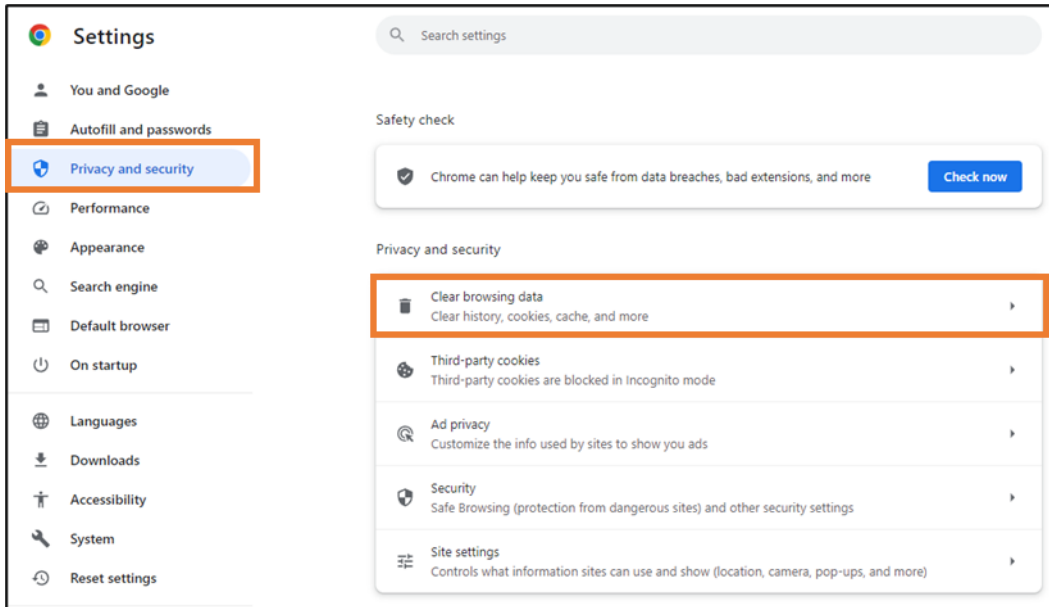 Settings
Search settings
You and Google
Autofill and passwords
Privacy and security
Performance
Appearance
Search engine
Default browser
On startup
Languages
Downloads
Accessibility
System
Reset settings
Safety check
Chrome can help keep you safe from data breaches, bad extensions, and more
Check now
Privacy and security
Clear browsing data
Clear history, cookies, cache, and more
Third-party cookies
Third-party cookies are blocked in Incognito mode
Ad privacy
Customize the info used by sites to show you ads
Security
Safe Browsing (protection from dangerous sites) and other security settings
Site settings
Controls what information sites can use and show (location, camera, pop-ups, and more)